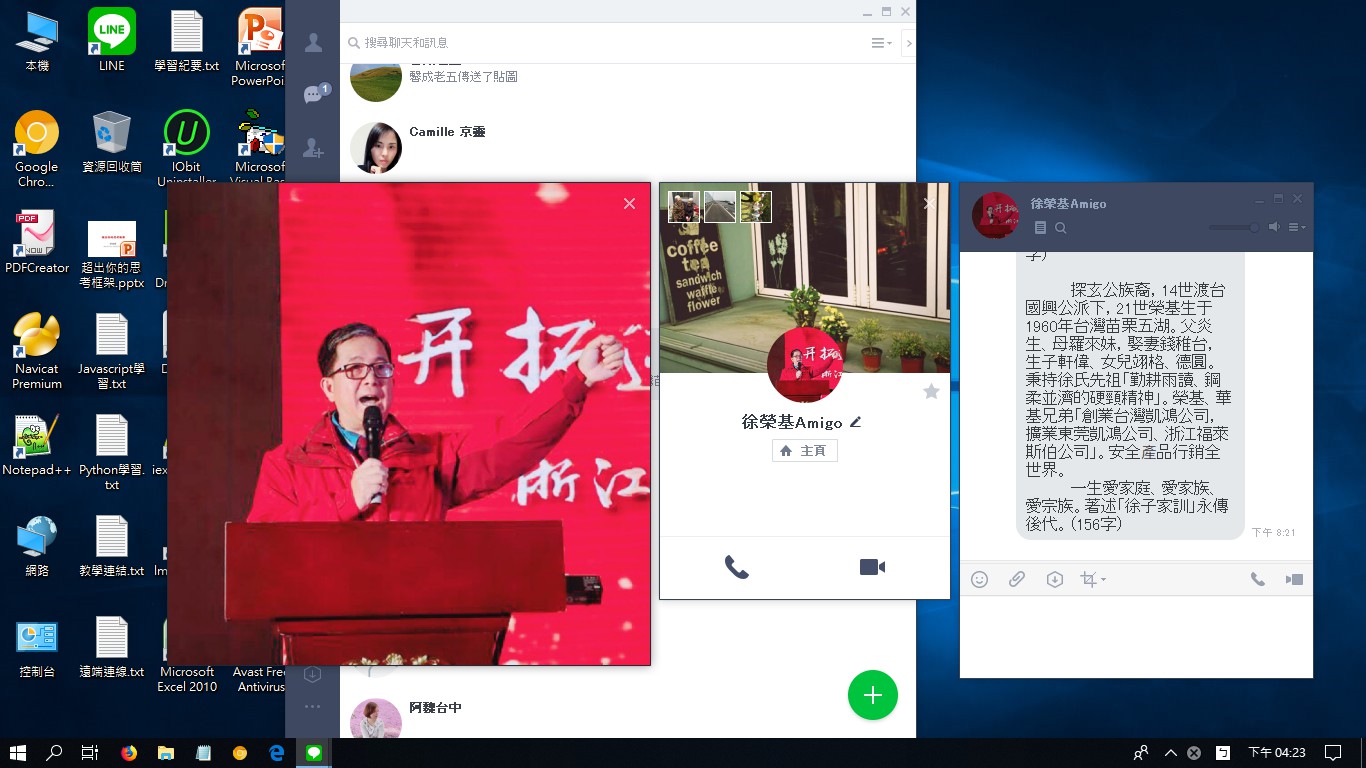 本機
LINE
學習紀要.txt
Microsof
PowerPoi...
Google
Chro...
資源回收筒
IObit
Uninstaller
Microsof
Visual Bas
PDFCreator
超出你的思
考框架.pptx
Navicat
Premium
Javascript學
習.txt
Notepad++
Python學習.
txt
網路
教學連結.txt
控制台
遠端連線.txt
Microsoft
Excel 2010
Avast Free
Antivirus
搜尋聊天和訊息
醫成老五傳送了貼圖
1
Camille 京靈
阿魏台中
开拓
浙江
coffee
tea
sandwich
waffle
flower
徐榮基Amigo
主頁
徐榮基Amigo
字)
探玄公族裔, 14世渡台
國興公派下, 21世榮基生于
1960年台灣苗栗五湖。父炎
生、母羅來妹, 娶妻錢稚台,
生子軒偉、女兒翊格、德圓。
秉持徐氏先祖「勤耕雨讀、鋼
柔並濟的硬頸精神」。榮基、華
基兄弟「創業台灣凱鴻公司,
擴業東莞凱鴻公司、浙江福萊
斯伯公司」。安全產品行銷全
世界。
一生愛家庭、愛家族、
愛宗族。著述「徐子家訓」永傳
後代。(156字)
下午 8:21
下午 04:23